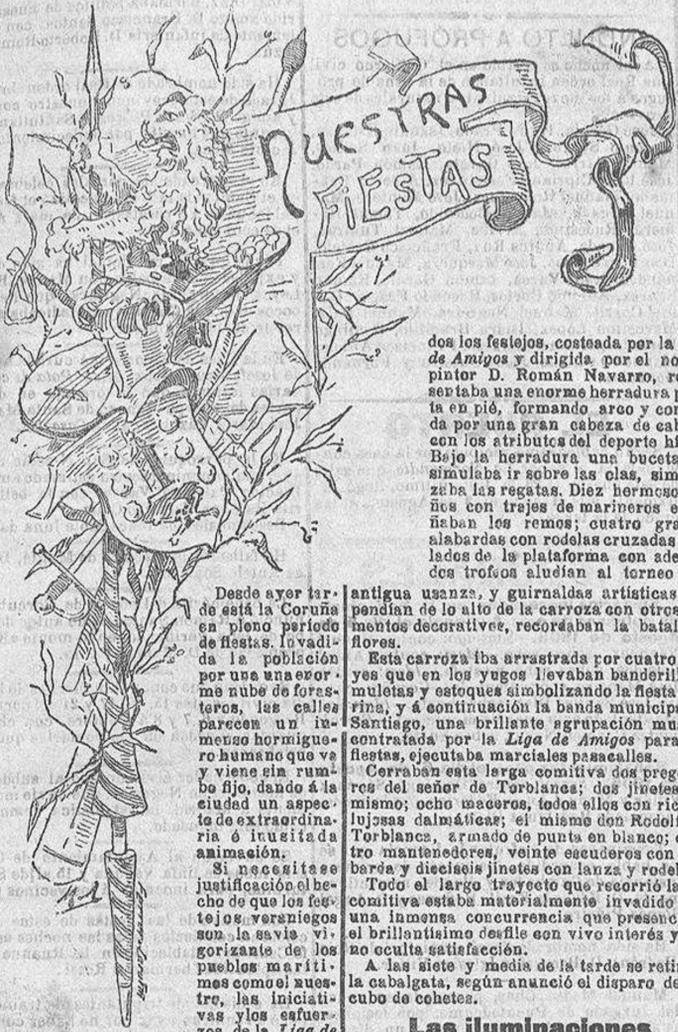 NUESTRAS
FIESTAS
Desde ayer tar-
de está la Coruña
en pleno período
de fiestas. Invadi-
da la población
por una una enor-
me nube de foras-
teros, las calles
parecen un in-
menso hormigue-
ro humano que va
y viene sin rum-
bo fijo, dando á la
ciudad un aspec-
to de extraordina-
ria é inusitada
animación.
Si necesitase
justificación el he-
cho de que los fes-
tejos veraniegos
son la savia vi-
gorizante de los
pueblos maríti-
mos como el nues-
tro, las iniciati-
vas y los esfuer-
zos de la Liga de
dos los festejos, costeada por la
de Amigos y dirigida por el no
pintor D. Román Navarro, re
sentaba una enorme herradura p
ta en pié, formando arco y con
da por una gran cabeza de cab
con los atributos del deporte hí
Bajo la herradura una buceta
simulaba ir sobre las olas, sim
zaba las regatas. Diez hermoso
ños con trajes de marineros e
ñaban los remos; cuatro gra
alabardas con rodelas cruzadas
lados de la plataforma con ade
dos trofeos aludían al torneo
antigua usanza, y guirnaldas artísticas
pendían de lo alto de la carroza con otros
mentos decorativos, recordaban la batal
flores.
Esta carroza iba arrastrada por cuatro
yes que en los yugos llevaban banderill
muletas y estoques simbolizando la fiesta
rina, y á continuación la banda municip
Santiago, una brillante agrupación mu
contratada por la Liga de Amigos para
fiestas, ejecutaba marciales pasacalles.
Cerraban esta larga comitiva dos preg
ros del señor de Torblanca; dos jinetes
mismo; ocho maceros, todos ellos con ric
lujosas dalmáticas; el mismo don Rodolf
Torblanca, armado de punta en blanco; c
tro mantenedores, veinte escuderos con
barda y dieciseis jinetes con lanza y rodel
Todo el largo trayecto que recorrió la
comitiva estaba materialmente invadido
una inmensa concurrencia que presenc
el brillantísimo desfile con vivo interés y
no oculta satisfacción.
A las siete y media de la tarde se retir
la cabalgata, según anunció el disparo de
cubo de cohetes.
Las iluminaciones